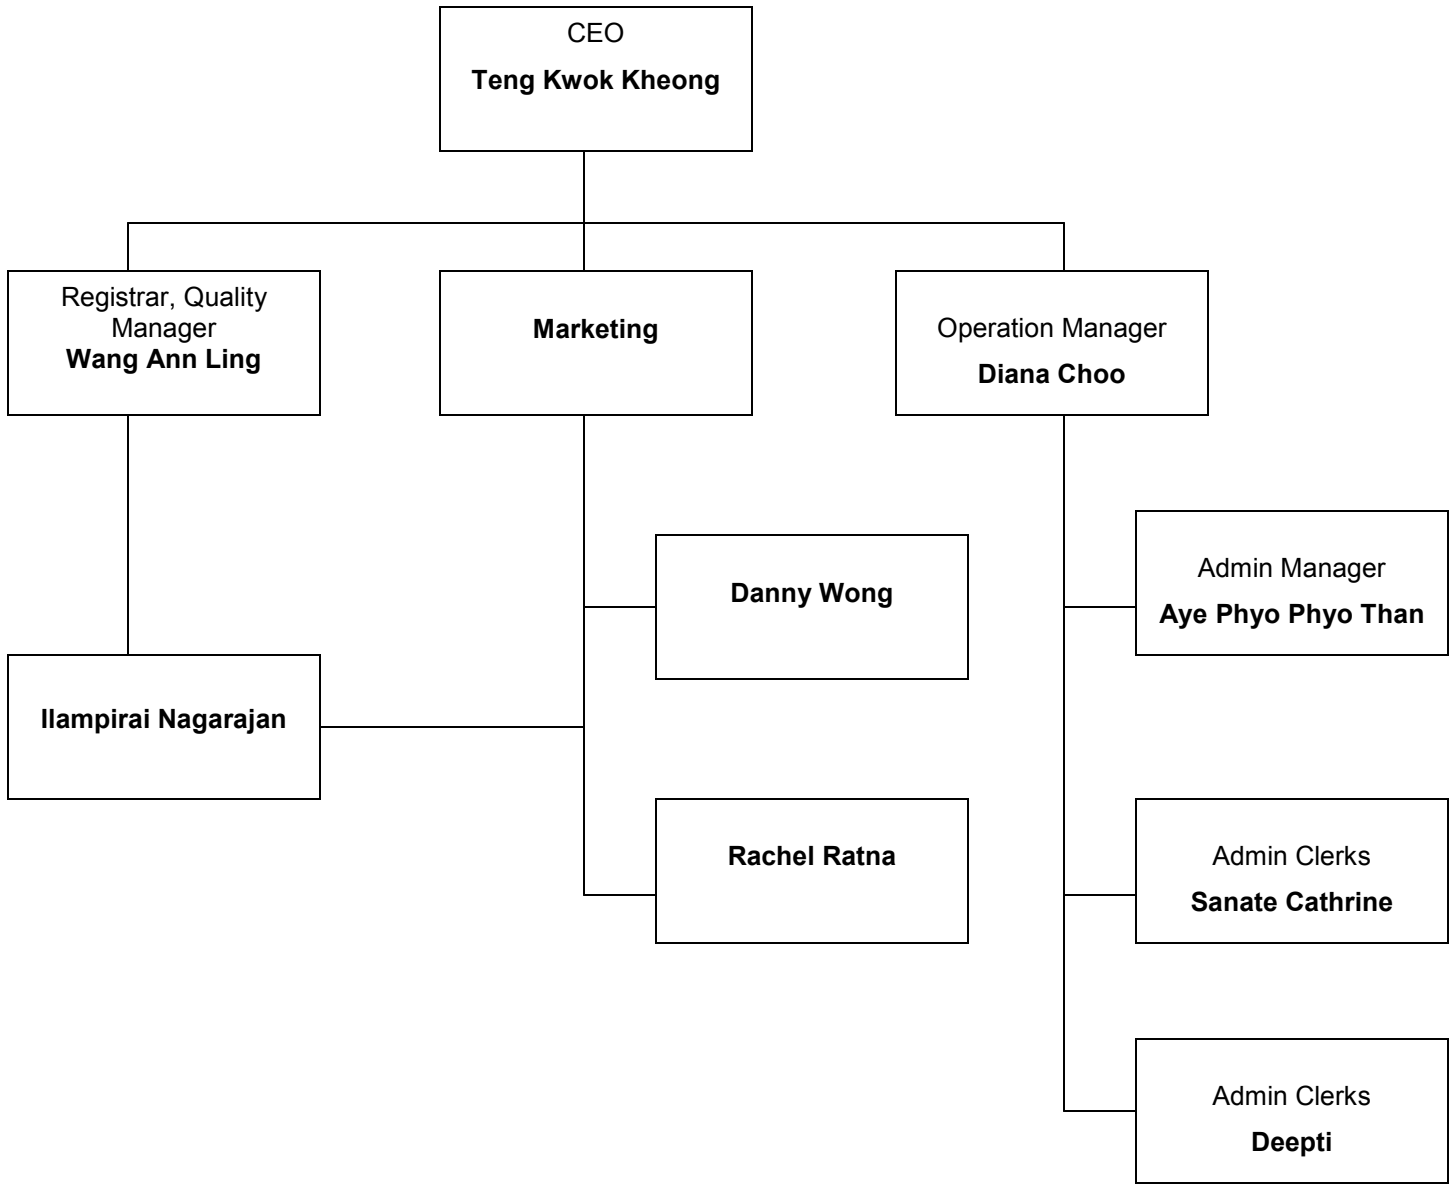 CEO
Teng Kwok Kheong
Registrar, Quality
Manager
Wang Ann Ling
Marketing
Operation Manager
Diana Choo
Danny Wong
Admin Manager
Aye Phyo Phyo Than
Ilampirai Nagarajan
Rachel Ratna
Admin Clerks
Sanate Cathrine
Admin Clerks
Deepti